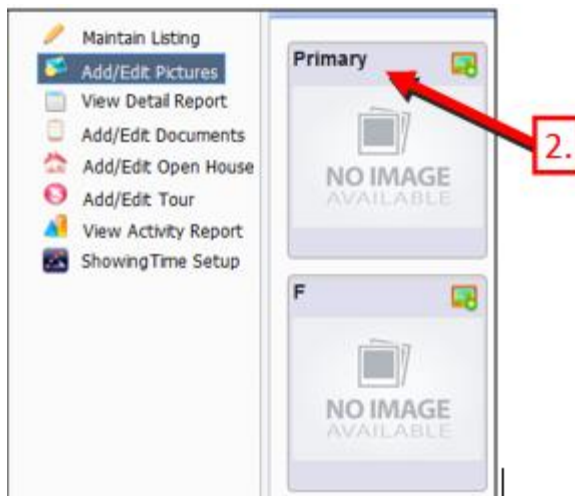 Maintain Listing
Add/Edit Pictures
View Detail Report
Add/Edit Documents
Add/Edit Open House
Add/Edit Tour
View Activity Report
ShowingTime Setup
Primary
NO IMAGE
AVAILABLE
2.
F
NO IMAGE
AVAILABLE